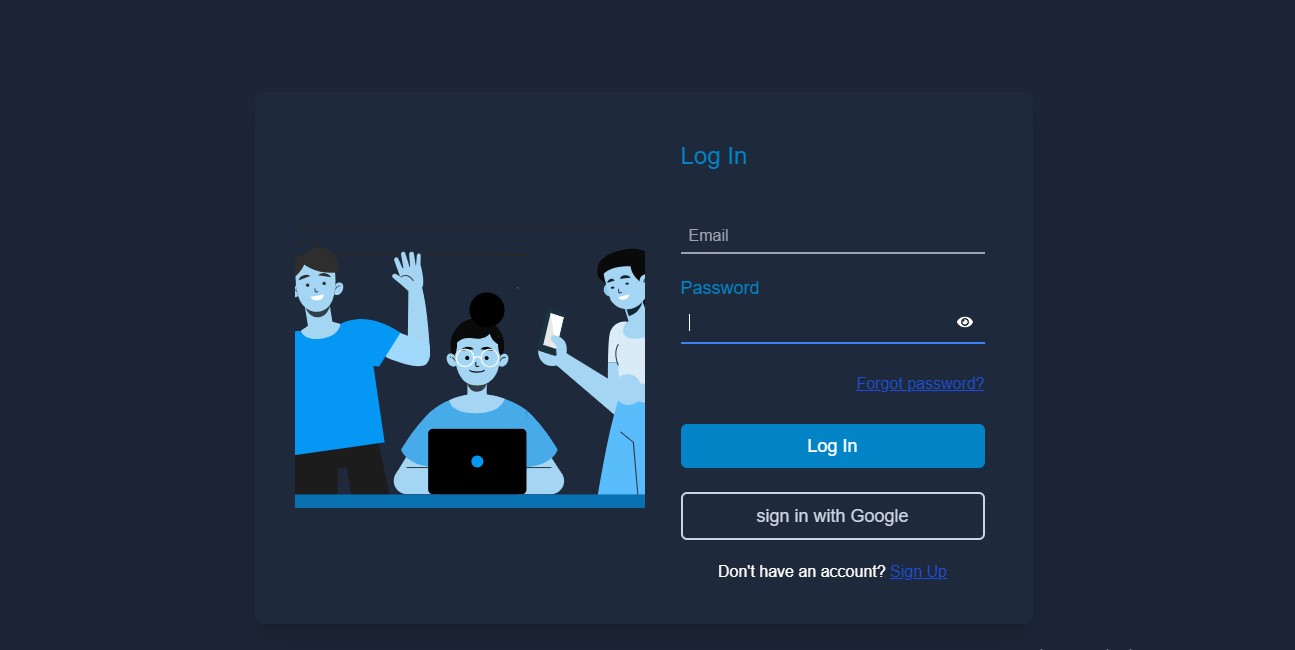 Log In
Email
Password
Forgot password?
Log In
sign in with Google
Don't have an account? Sign Up